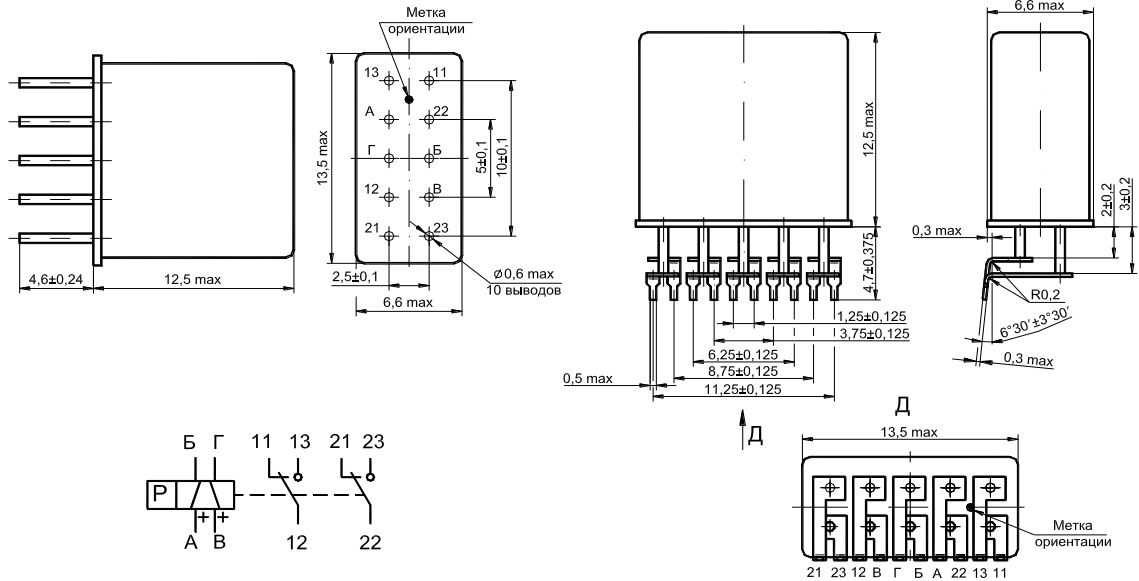 4,6±0,24
12,5 max
Метка
ориентации
13
11
А
22
Г
Б
12
В
21
23
13,5 max
5±0,1
10±0,1
2,5±0,1
6,6 max
Ø0,6 max
10 выводов
12,5 max
4,7±0,375
1,25±0,125
3,75±0,125
6,25±0,125
8,75±0,125
11,25±0,125
0,5 max
Д
6,6 max
2±0,2
3±0,2
0,3 max
R0,2
6°30′±3°30′
0,3 max
Б Г 11 13 21 23
Р
+ +
А В 12 22
Д
13,5 max
Метка
ориентации
21 23 12 В Г Б А 22 13 11